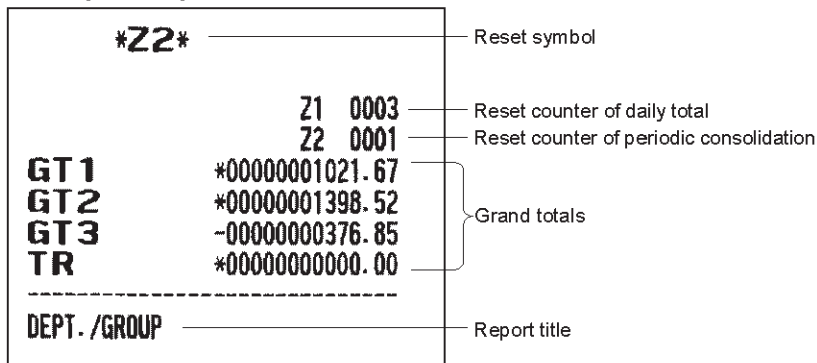 *Z2*
Reset symbol
Z1 0003
Reset counter of daily total
Z2 0001
Reset counter of periodic consolidation
GT1 *00000001021.67
GT2 *00000001398.52
GT3 -00000000376.85
TR *00000000000.00
Grand totals
DEPT./GROUP
Report title